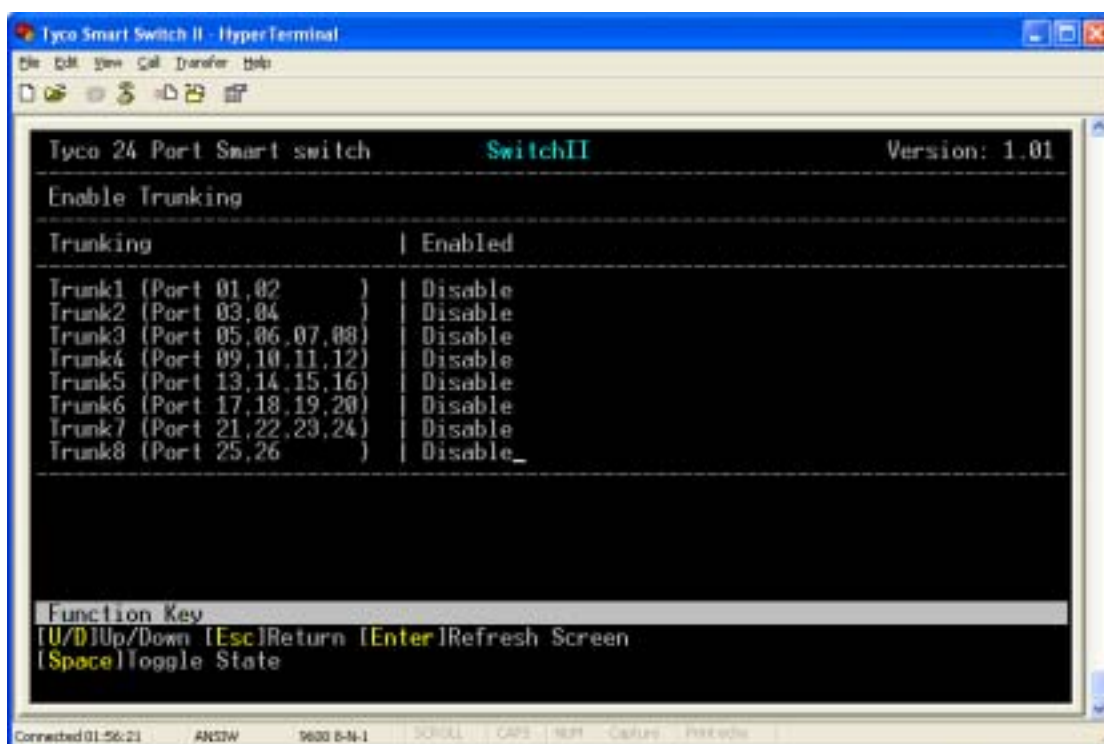 Tyco Smart Switch II - HyperTerminal
File Edit View Call Transfer Help
Tyco 24 Port Smart switch SwitchII Version: 1.01
Enable Trunking
Trunking | Enabled
Trunk1 (Port 01,02 ) | Disable
Trunk2 (Port 03,04 ) | Disable
Trunk3 (Port 05,06,07,08) | Disable
Trunk4 (Port 09,10,11,12) | Disable
Trunk5 (Port 13,14,15,16) | Disable
Trunk6 (Port 17,18,19,20) | Disable
Trunk7 (Port 21,22,23,24) | Disable
Trunk8 (Port 25,26 ) | Disable_
Function Key
[U/D]Up/Down [Esc]Return [Enter]Refresh Screen
[Space]Toggle State
Connected 01:56:21 ANSIW 9600 8-N-1 SCROLL CAPS NUM Capture Print echo